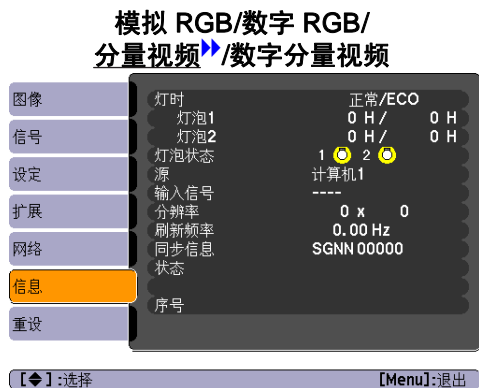 模拟 RGB/数字 RGB/
分量视频/数字分量视频
图像
信号
设定
扩展
网络
信息
重设
灯时 正常/ECO
灯泡1 0 H / 0 H
灯泡2 0 H / 0 H
灯泡状态 1 2
源 计算机1
输入信号 ----
分辨率 0 x 0
刷新频率 0.00 Hz
同步信息 SGNN 00000
状态
序号
[◆]:选择 [Menu]:退出